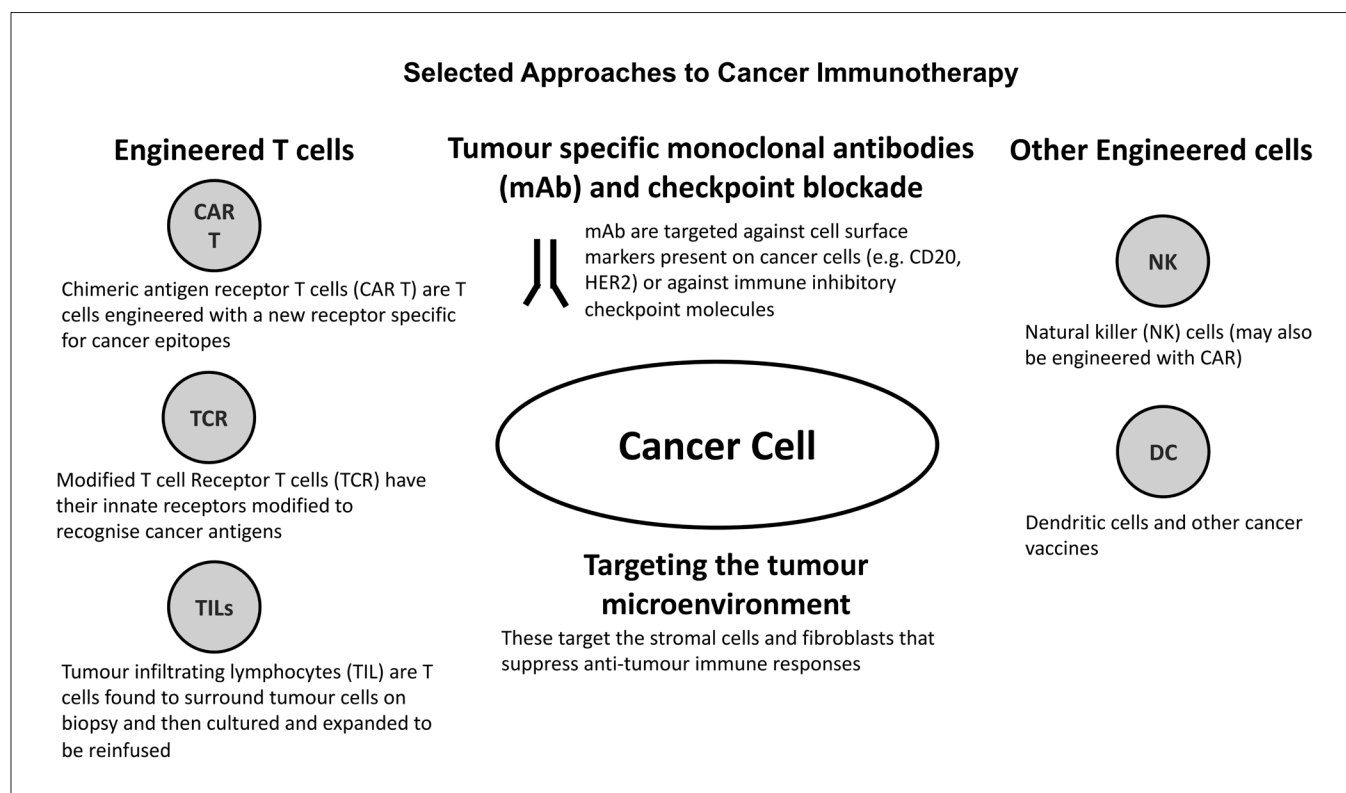 Selected Approaches to Cancer Immunotherapy
Engineered T cells
CAR
T
Chimeric antigen receptor T cells (CAR T) are T
cells engineered with a new receptor specific
for cancer epitopes
TCR
Modified T cell Receptor T cells (TCR) have
their innate receptors modified to
recognise cancer antigens
TILs
Tumour infiltrating lymphocytes (TIL) are T
cells found to surround tumour cells on
biopsy and then cultured and expanded to
be reinfused
Tumour specific monoclonal antibodies
(mAb) and checkpoint blockade
mAb are targeted against cell surface
markers present on cancer cells (e.g. CD20,
HER2) or against immune inhibitory
checkpoint molecules
Cancer Cell
Targeting the tumour
microenvironment
These target the stromal cells and fibroblasts that
suppress anti-tumour immune responses
Other Engineered cells
NK
Natural killer (NK) cells (may also
be engineered with CAR)
DC
Dendritic cells and other cancer
vaccines